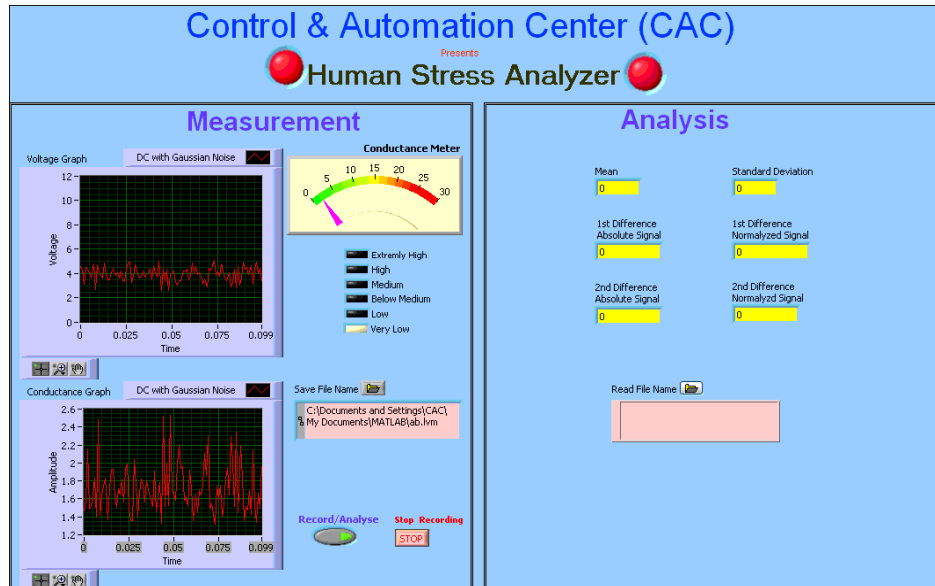 Control & Automation Center (CAC)
Presents
Human Stress Analyzer
Measurement
Voltage Graph
DC with Gaussian Noise
12
10
8
6
4
2
0
Voltage
0 0.025 0.05 0.075 0.099
Time
Conductance Meter
0 5 10 15 20 25 30
Extremly High
High
Medium
Below Medium
Low
Very Low
Conductance Graph
DC with Gaussian Noise
2.6
2.4
2.2
2
1.8
1.6
1.4
1.2
Amplitude
0 0.025 0.05 0.075 0.099
Time
Save File Name
C:\Documents and Settings\CAC\
My Documents\MATLAB\ab.lvm
Record/Analyse
Stop Recording
STOP
Analysis
Mean
0
Standard Deviation
0
1st Difference
Absolute Signal
0
1st Difference
Normalyzed Signal
0
2nd Difference
Absolute Signal
0
2nd Difference
Normalyzd Signal
0
Read File Name